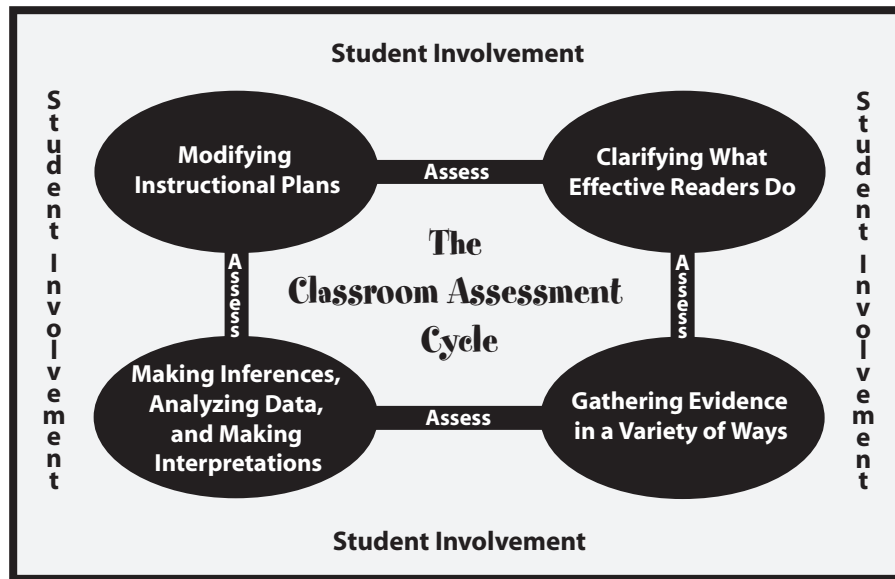 Student Involvement
Student Involvement
Modifying
Instructional Plans
Assess
Clarifying What
Effective Readers Do
Student Involvement
Assess
The
Classroom Assessment
Cycle
Assess
Making Inferences,
Analyzing Data,
and Making
Interpretations
Assess
Gathering Evidence
in a Variety of Ways
Student Involvement